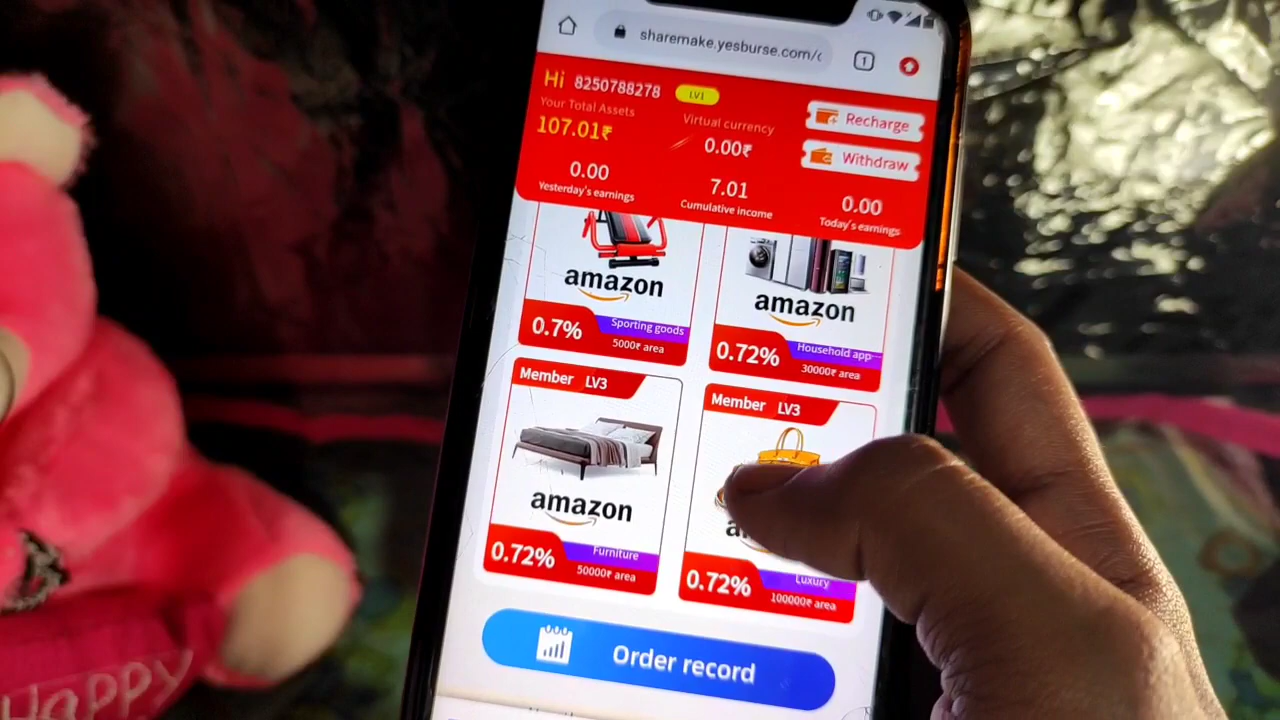 sharemake.yesburse.com/c
1
Hi 8250788278 LV1
Recharge
Your Total Assets
Virtual currency
107.01₹
0.00₹
Withdraw
0.00
7.01
0.00
Yesterday's earnings
Cumulative income
Today's earnings
amazon
amazon
0.7%
Sporting goods
5000₹ area
0.72%
Household app
30000₹ area
Member LV3
Member LV3
amazon
0.72%
Furniture
50000₹ area
0.72%
Luxury
100000₹ area
Order record
Happy